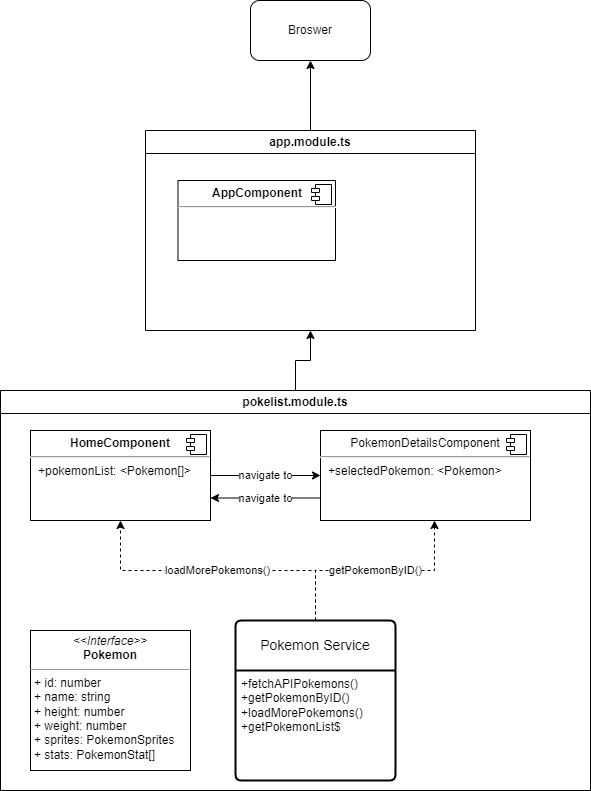 Broswer
app.module.ts
AppComponent
pokelist.module.ts
HomeComponent
+pokemonList: <Pokemon[]>
PokemonDetailsComponent
+selectedPokemon: <Pokemon>
navigate to
navigate to
loadMorePokemons()
getPokemonByID()
<<Interface>>
Pokemon
+ id: number
+ name: string
+ height: number
+ weight: number
+ sprites: PokemonSprites
+ stats: PokemonStat[]
Pokemon Service
+fetchAPIPokemons()
+getPokemonByID()
+loadMorePokemons()
+getPokemonList$